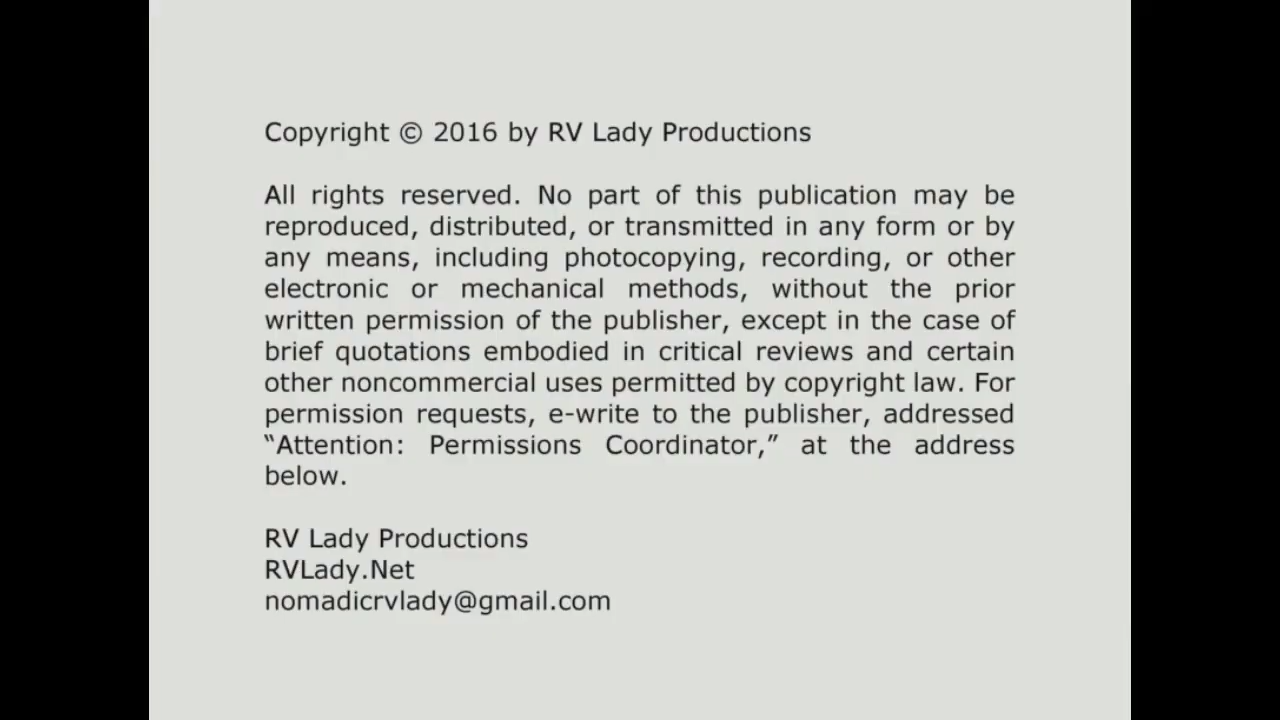 Copyright © 2016 by RV Lady Productions
All rights reserved. No part of this publication may be
reproduced, distributed, or transmitted in any form or by
any means, including photocopying, recording, or other
electronic or mechanical methods, without the prior
written permission of the publisher, except in the case of
brief quotations embodied in critical reviews and certain
other noncommercial uses permitted by copyright law. For
permission requests, e-write to the publisher, addressed
“Attention: Permissions Coordinator,” at the address
below.
RV Lady Productions
RVLady.Net
nomadicrvlady@gmail.com